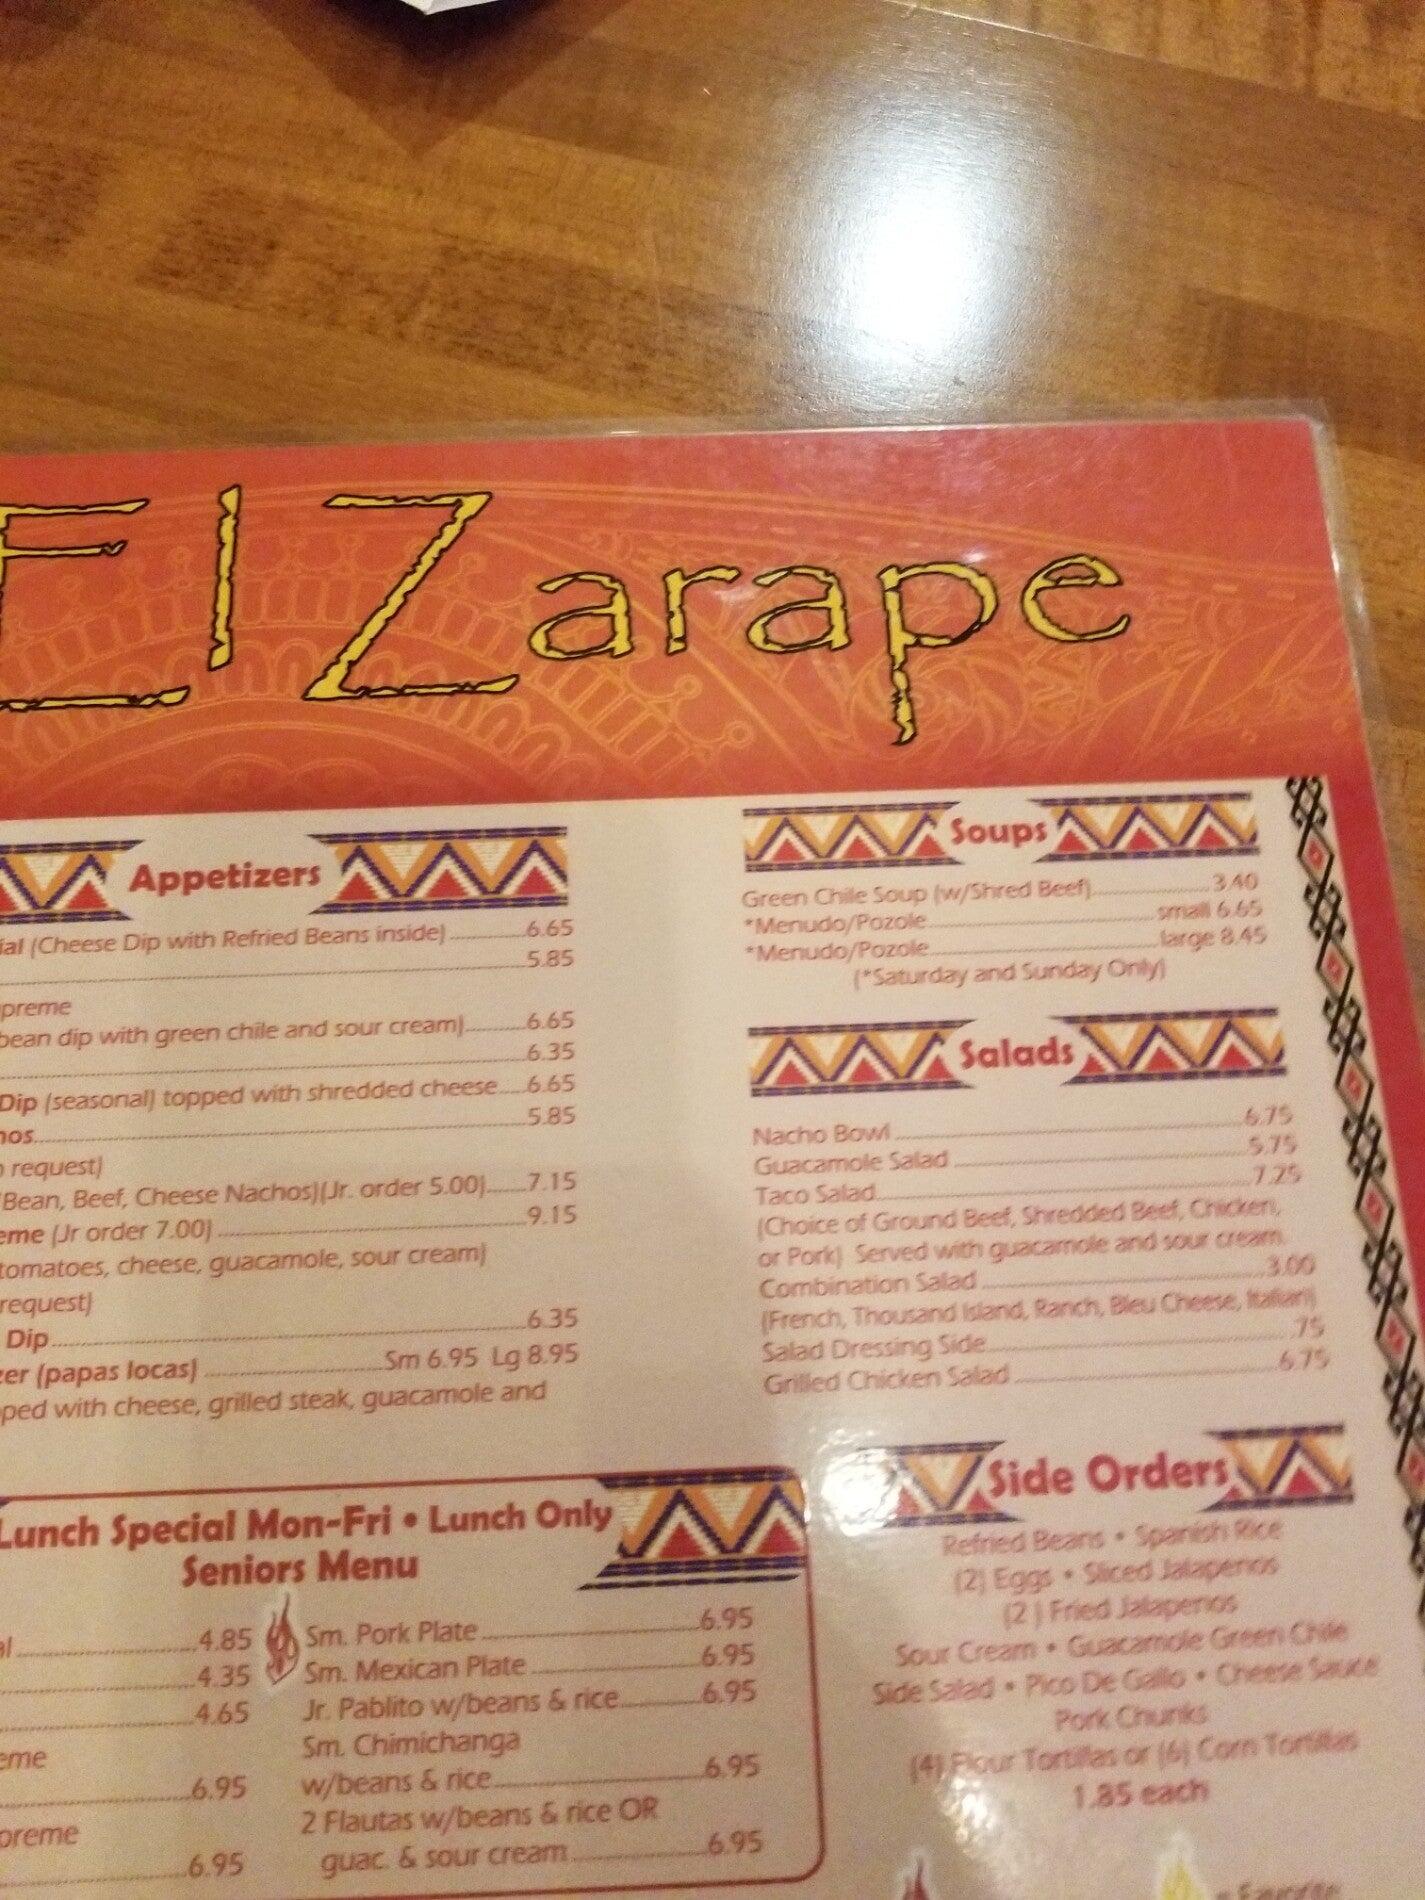 El Zarape
Appetizers
(Cheese Dip with Refried Beans inside) 6.65
5.85
bean dip with green chile and sour cream) 6.65
6.35
Dip (seasonal) topped with shredded cheese 6.65
5.85
request)
(Bean, Beef, Cheese Nachos)(Jr. order 5.00) 7.15
(Jr order 7.00) 9.15
tomatoes, cheese, guacamole, sour cream)
request)
Dip 6.35
(papas locas) Sm 6.95 Lg 8.95
with cheese, grilled steak, guacamole and
Soups
Green Chile Soup (w/Shred Beef) 3.40
*Menudo/Pozole small 6.65
*Menudo/Pozole large 8.45
(*Saturday and Sunday Only)
Salads
Nacho Bowl 6.75
Guacamole Salad 5.75
Taco Salad 7.25
(Choice of Ground Beef, Shredded Beef, Chicken,
or Pork) Served with guacamole and sour cream.
Combination Salad 3.00
(French, Thousand Island, Ranch, Bleu Cheese, Italian)
Salad Dressing Side .75
Grilled Chicken Salad 6.75
Lunch Special Mon-Fri • Lunch Only
Seniors Menu
4.85
4.35
4.65
6.95
6.95
Sm. Pork Plate 6.95
Sm. Mexican Plate 6.95
Jr. Pablito w/beans & rice 6.95
Sm. Chimichanga
w/beans & rice 6.95
2 Flautas w/beans & rice OR
guac. & sour cream 6.95
Side Orders
Refried Beans • Spanish Rice
(2) Eggs • Sliced Jalapenos
(2 ) Fried Jalapenos
Sour Cream • Guacamole Green Chile
Side Salad • Pico De Gallo • Cheese Sauce
Pork Chunks
(4) Flour Tortillas or (6) Corn Tortillas
1.85 each